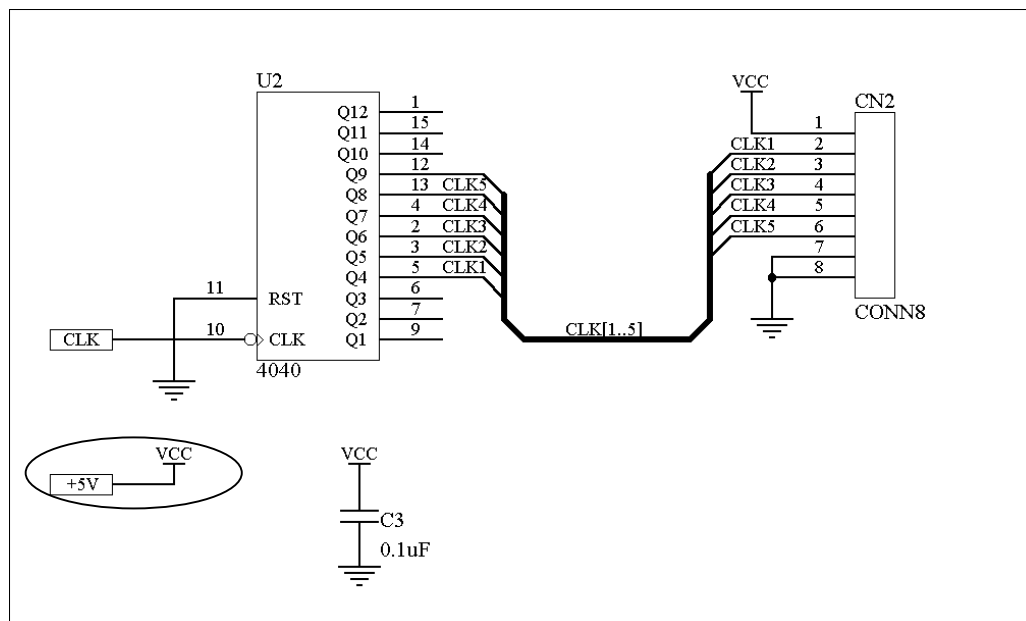 U2
Q12 1
Q11 15
Q10 14
Q9 12
Q8 13 CLK5
Q7 4 CLK4
Q6 2 CLK3
Q5 3 CLK2
Q4 5 CLK1
Q3 6
Q2 7
Q1 9
11 RST
CLK 10 CLK
4040
CLK[1..5]
VCC
CN2
1
CLK1 2
CLK2 3
CLK3 4
CLK4 5
CLK5 6
7
8
CONN8
VCC
+5V
VCC
C3
0.1uF